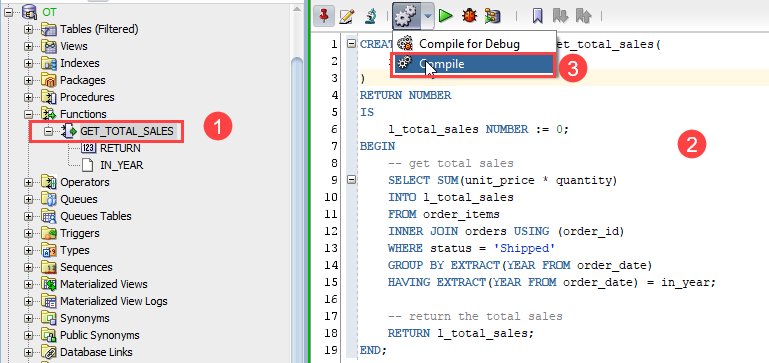 OT
Tables (Filtered)
Views
Indexes
Packages
Procedures
Functions
GET_TOTAL_SALES
1
123 RETURN
IN_YEAR
Operators
Queues
Queues Tables
Triggers
Types
Sequences
Materialized Views
Materialized View Logs
Synonyms
Public Synonyms
Database Links
Compile for Debug
Compile
3
2
1 CREA get_total_sales(
2
3 )
4 RETURN NUMBER
5 IS
6 l_total_sales NUMBER := 0;
7 BEGIN
8 -- get total sales
9 SELECT SUM(unit_price * quantity)
10 INTO l_total_sales
11 FROM order_items
12 INNER JOIN orders USING (order_id)
13 WHERE status = 'Shipped'
14 GROUP BY EXTRACT(YEAR FROM order_date)
15 HAVING EXTRACT(YEAR FROM order_date) = in_year;
16
17 -- return the total sales
18 RETURN l_total_sales;
19 END;